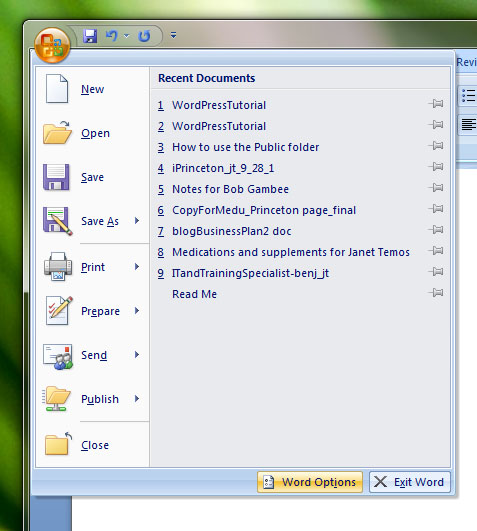 Revi
New
Open
Save
Save As
Print
Prepare
Send
Publish
Close
Recent Documents
1 WordPressTutorial
2 WordPressTutorial
3 How to use the Public folder
4 iPrinceton_jt_9_28_1
5 Notes for Bob Gambee
6 CopyForMedu_Princeton page_final
7 blogBusinessPlan2 doc
8 Medications and supplements for Janet Temos
9 ITandTrainingSpecialist-benj_jt
Read Me
Word Options
Exit Word